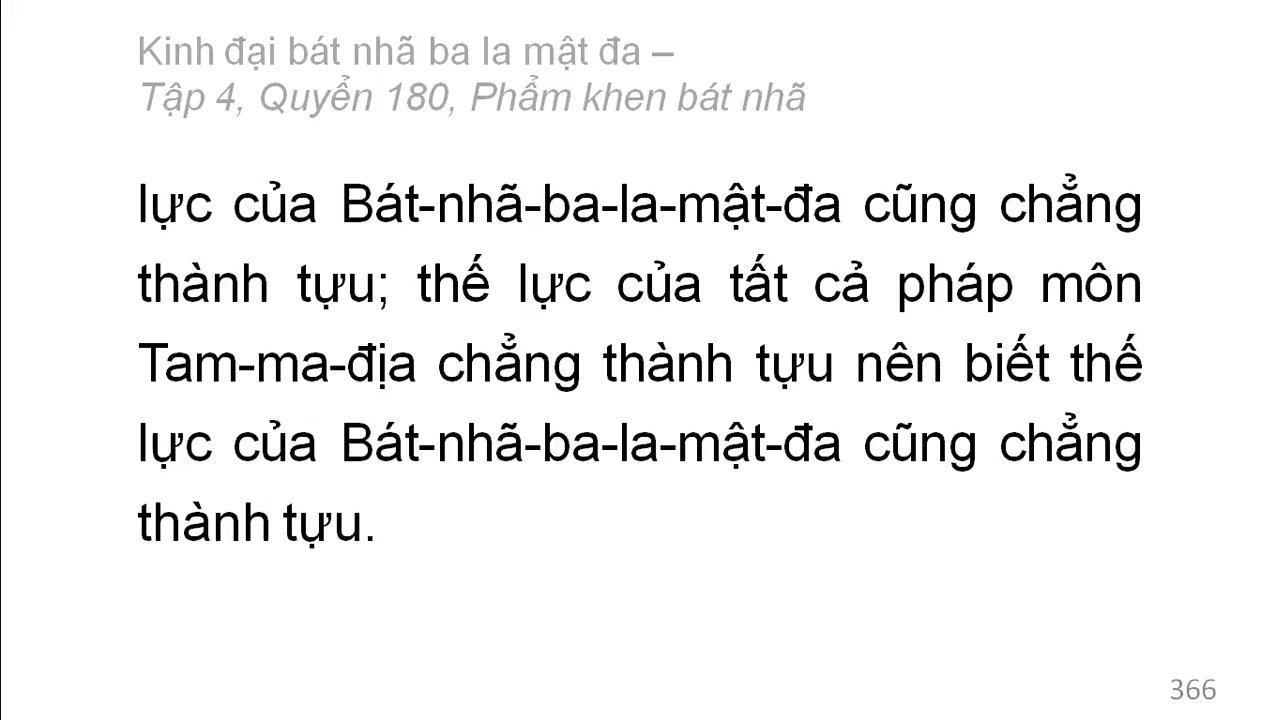 Kinh đại bát nhã ba la mật đa –
Tập 4, Quyển 180, Phẩm khen bát nhã
lực của Bát-nhã-ba-la-mật-đa cũng chẳng
thành tựu; thế lực của tất cả pháp môn
Tam-ma-địa chẳng thành tựu nên biết thế
lực của Bát-nhã-ba-la-mật-đa cũng chẳng
thành tựu.
366